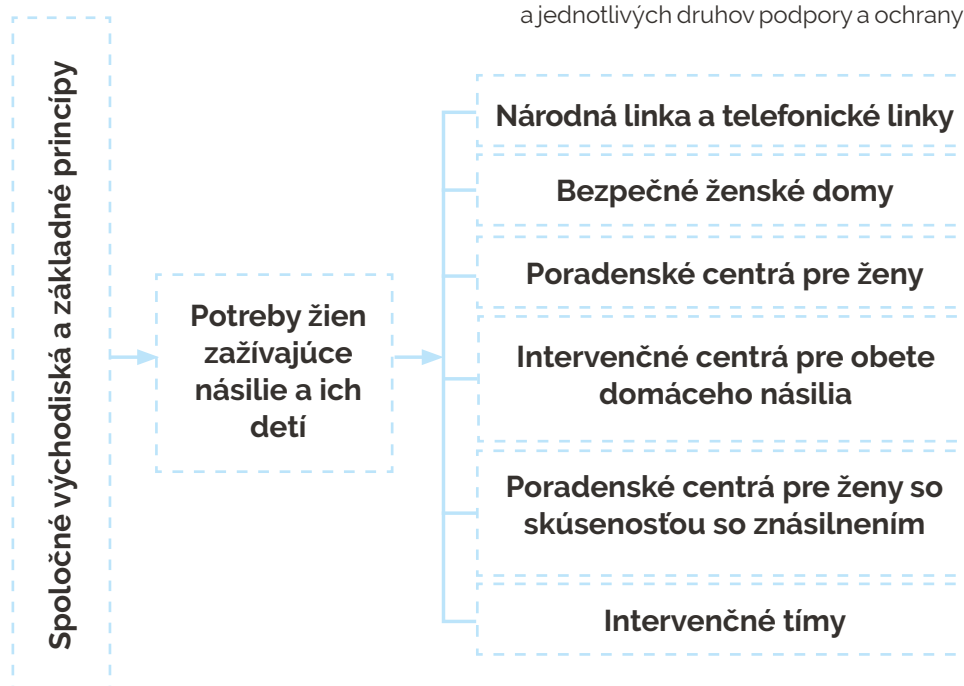 a jednotlivých druhov podpory a ochrany
Spoločné východiská a základné princípy
Potreby žien
zažívajúce
násilie a ich
detí
Národná linka a telefonické linky
Bezpečné ženské domy
Poradenské centrá pre ženy
Intervenčné centrá pre obete
domáceho násilia
Poradenské centrá pre ženy so
skúsenosťou so znásilnením
Intervenčné tímy